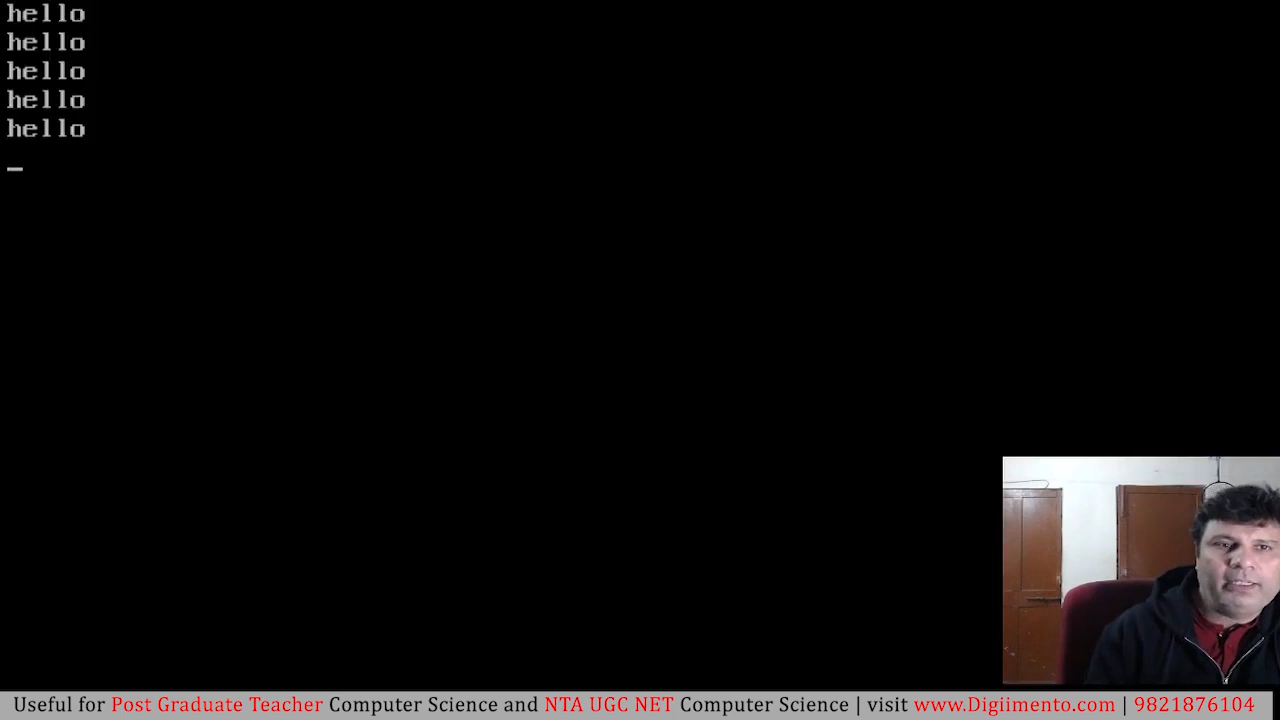 hello
hello
hello
hello
hello
_
Useful for Post Graduate Teacher Computer Science and NTA UGC NET Computer Science | visit www.Digiimento.com | 9821876104